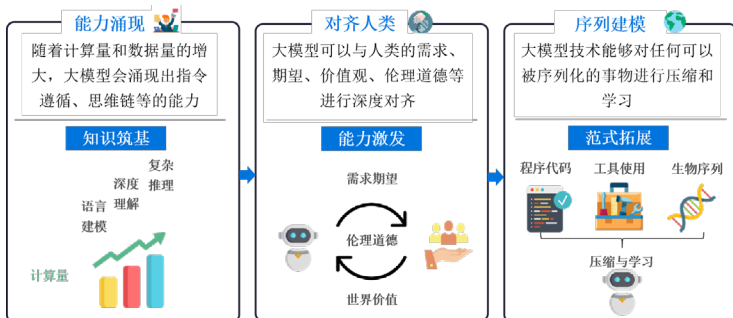 能力涌现
随着计算量和数据量的增
大，大模型会涌现出指令
遵循、思维链等的能力
知识筑基
复杂
推理
深度
理解
语言
建模
计算量
对齐人类
大模型可以与人类的需求、
期望、价值观、伦理道德等
进行深度对齐
能力激发
需求期望
伦理道德
世界价值
序列建模
大模型技术能够对任何可以
被序列化的事物进行压缩和
学习
范式拓展
程序代码 工具使用 生物序列
压缩与学习